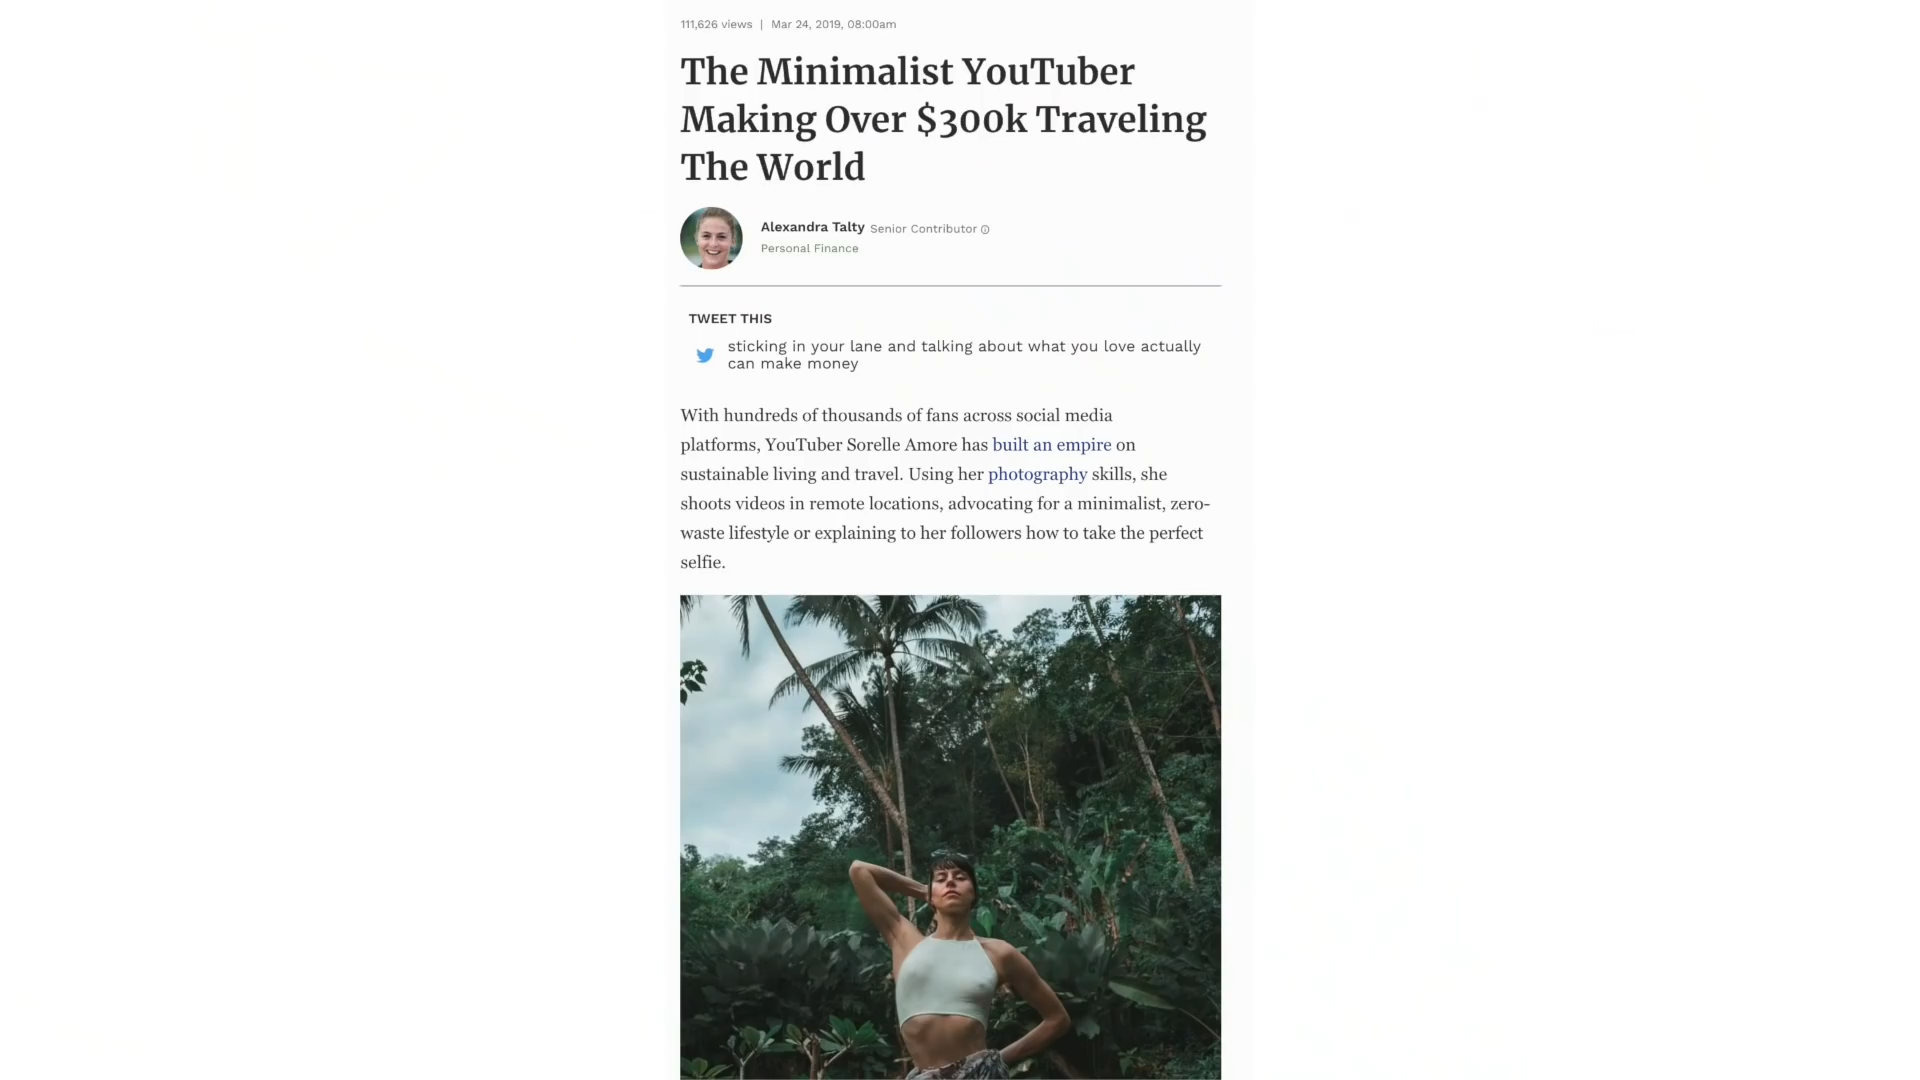 111,626 views | Mar 24, 2019, 08:00am
The Minimalist YouTuber
Making Over $300k Traveling
The World
Alexandra Talty Senior Contributor
Personal Finance
TWEET THIS
sticking in your lane and talking about what you love actually
can make money
With hundreds of thousands of fans across social media
platforms, YouTuber Sorelle Amore has built an empire on
sustainable living and travel. Using her photography skills, she
shoots videos in remote locations, advocating for a minimalist, zero-
waste lifestyle or explaining to her followers how to take the perfect
selfie.